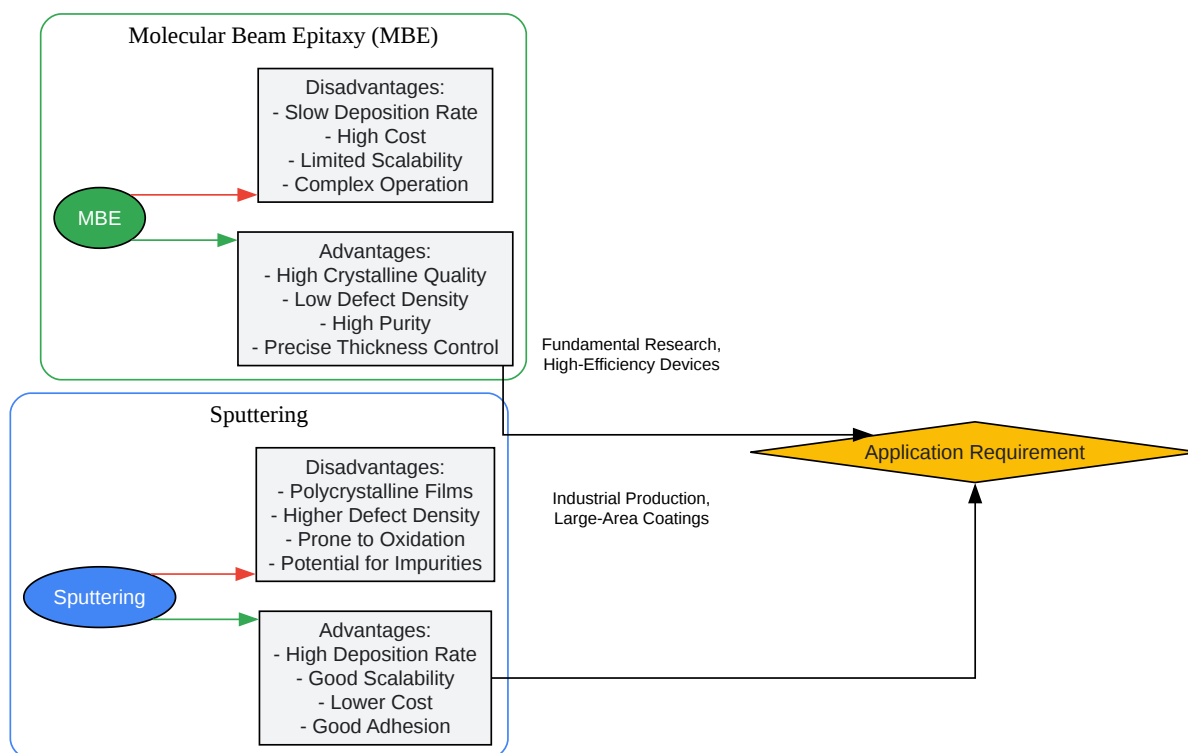 Molecular Beam Epitaxy (MBE)
Disadvantages:
- Slow Deposition Rate
- High Cost
- Limited Scalability
- Complex Operation
MBE
Advantages:
- High Crystalline Quality
- Low Defect Density
- High Purity
- Precise Thickness Control
Fundamental Research,
High-Efficiency Devices
Sputtering
Disadvantages:
- Polycrystalline Films
- Higher Defect Density
- Prone to Oxidation
- Potential for Impurities
Sputtering
Advantages:
- High Deposition Rate
- Good Scalability
- Lower Cost
- Good Adhesion
Industrial Production,
Large-Area Coatings
Application Requirement